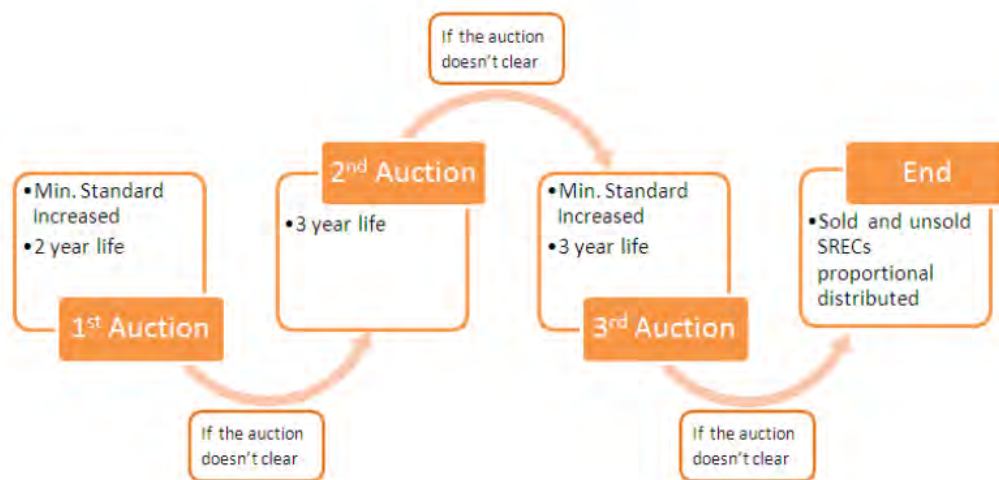 If the auction
doesn't clear
2nd Auction
End
•Min. Standard
Increased
•2 year life
1st Auction
•3 year life
•Min. Standard
Increased
•3 year life
3rd Auction
•Sold and unsold
SRECs
proportional
distributed
If the auction
doesn't clear
If the auction
doesn't clear